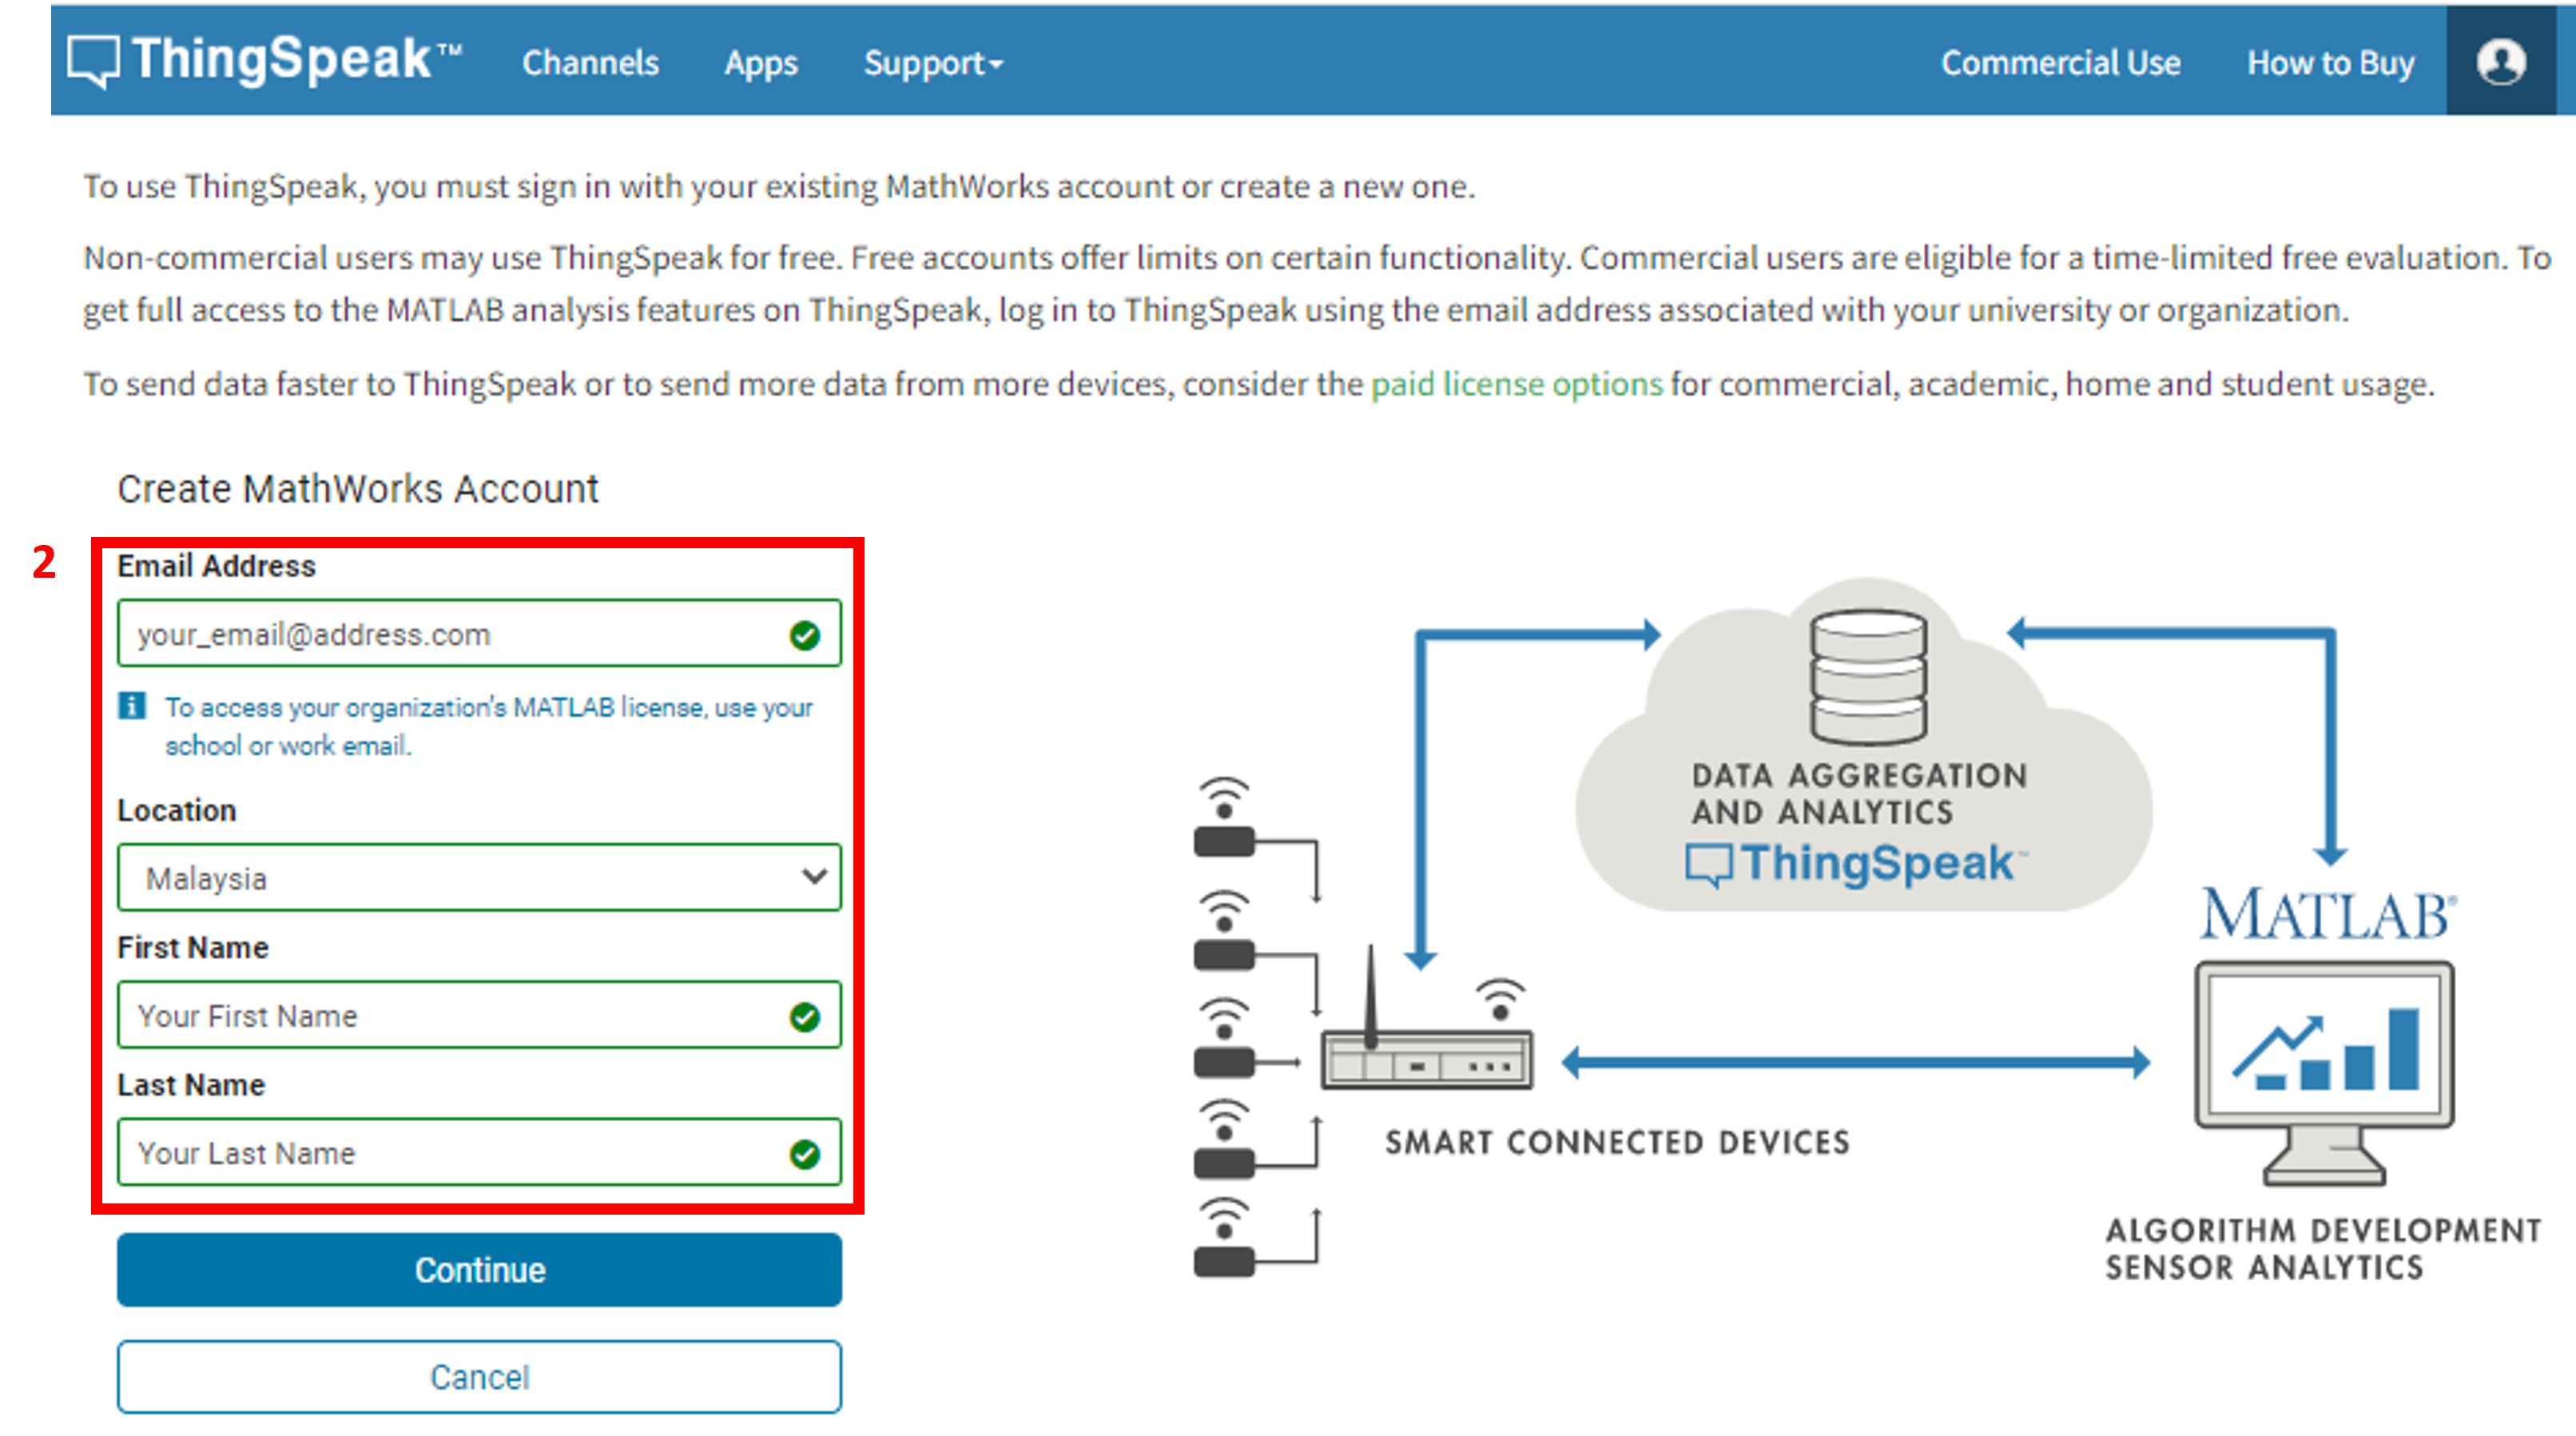 ThingSpeak™ Channels Apps Support Commercial Use How to Buy
To use ThingSpeak, you must sign in with your existing MathWorks account or create a new one.
Non-commercial users may use ThingSpeak for free. Free accounts offer limits on certain functionality. Commercial users are eligible for a time-limited free evaluation. To
get full access to the MATLAB analysis features on ThingSpeak, log in to ThingSpeak using the email address associated with your university or organization.
To send data faster to ThingSpeak or to send more data from more devices, consider the paid license options for commercial, academic, home and student usage.
Create MathWorks Account
2
Email Address
your_email@address.com
To access your organization's MATLAB license, use your
school or work email.
Location
Malaysia
First Name
Your First Name
Last Name
Your Last Name
Continue
Cancel
DATA AGGREGATION
AND ANALYTICS
ThingSpeak™
MATLAB®
SMART CONNECTED DEVICES
ALGORITHM DEVELOPMENT
SENSOR ANALYTICS